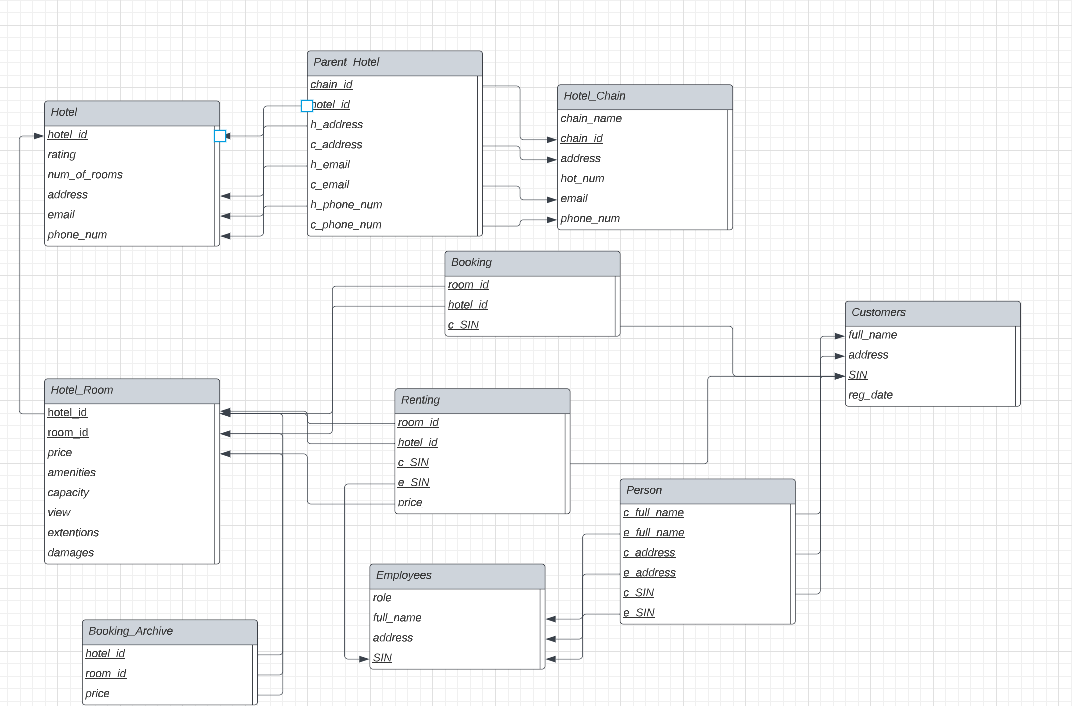 Parent Hotel
chain_id
hotel_id
h_address
c_address
h_email
c_email
h_phone_num
c_phone_num
Hotel_Chain
chain_name
chain_id
address
hot_num
email
phone_num
Hotel
hotel_id
rating
num_of_rooms
address
email
phone_num
Booking
room_id
hotel_id
c_SIN
Customers
full_name
address
SIN
reg_date
Hotel_Room
hotel_id
room_id
price
amenities
capacity
view
extentions
damages
Renting
room_id
hotel_id
c_SIN
e_SIN
price
Person
c_full_name
e_full_name
c_address
e_address
c_SIN
e_SIN
Employees
role
full_name
address
SIN
Booking_Archive
hotel_id
room_id
price